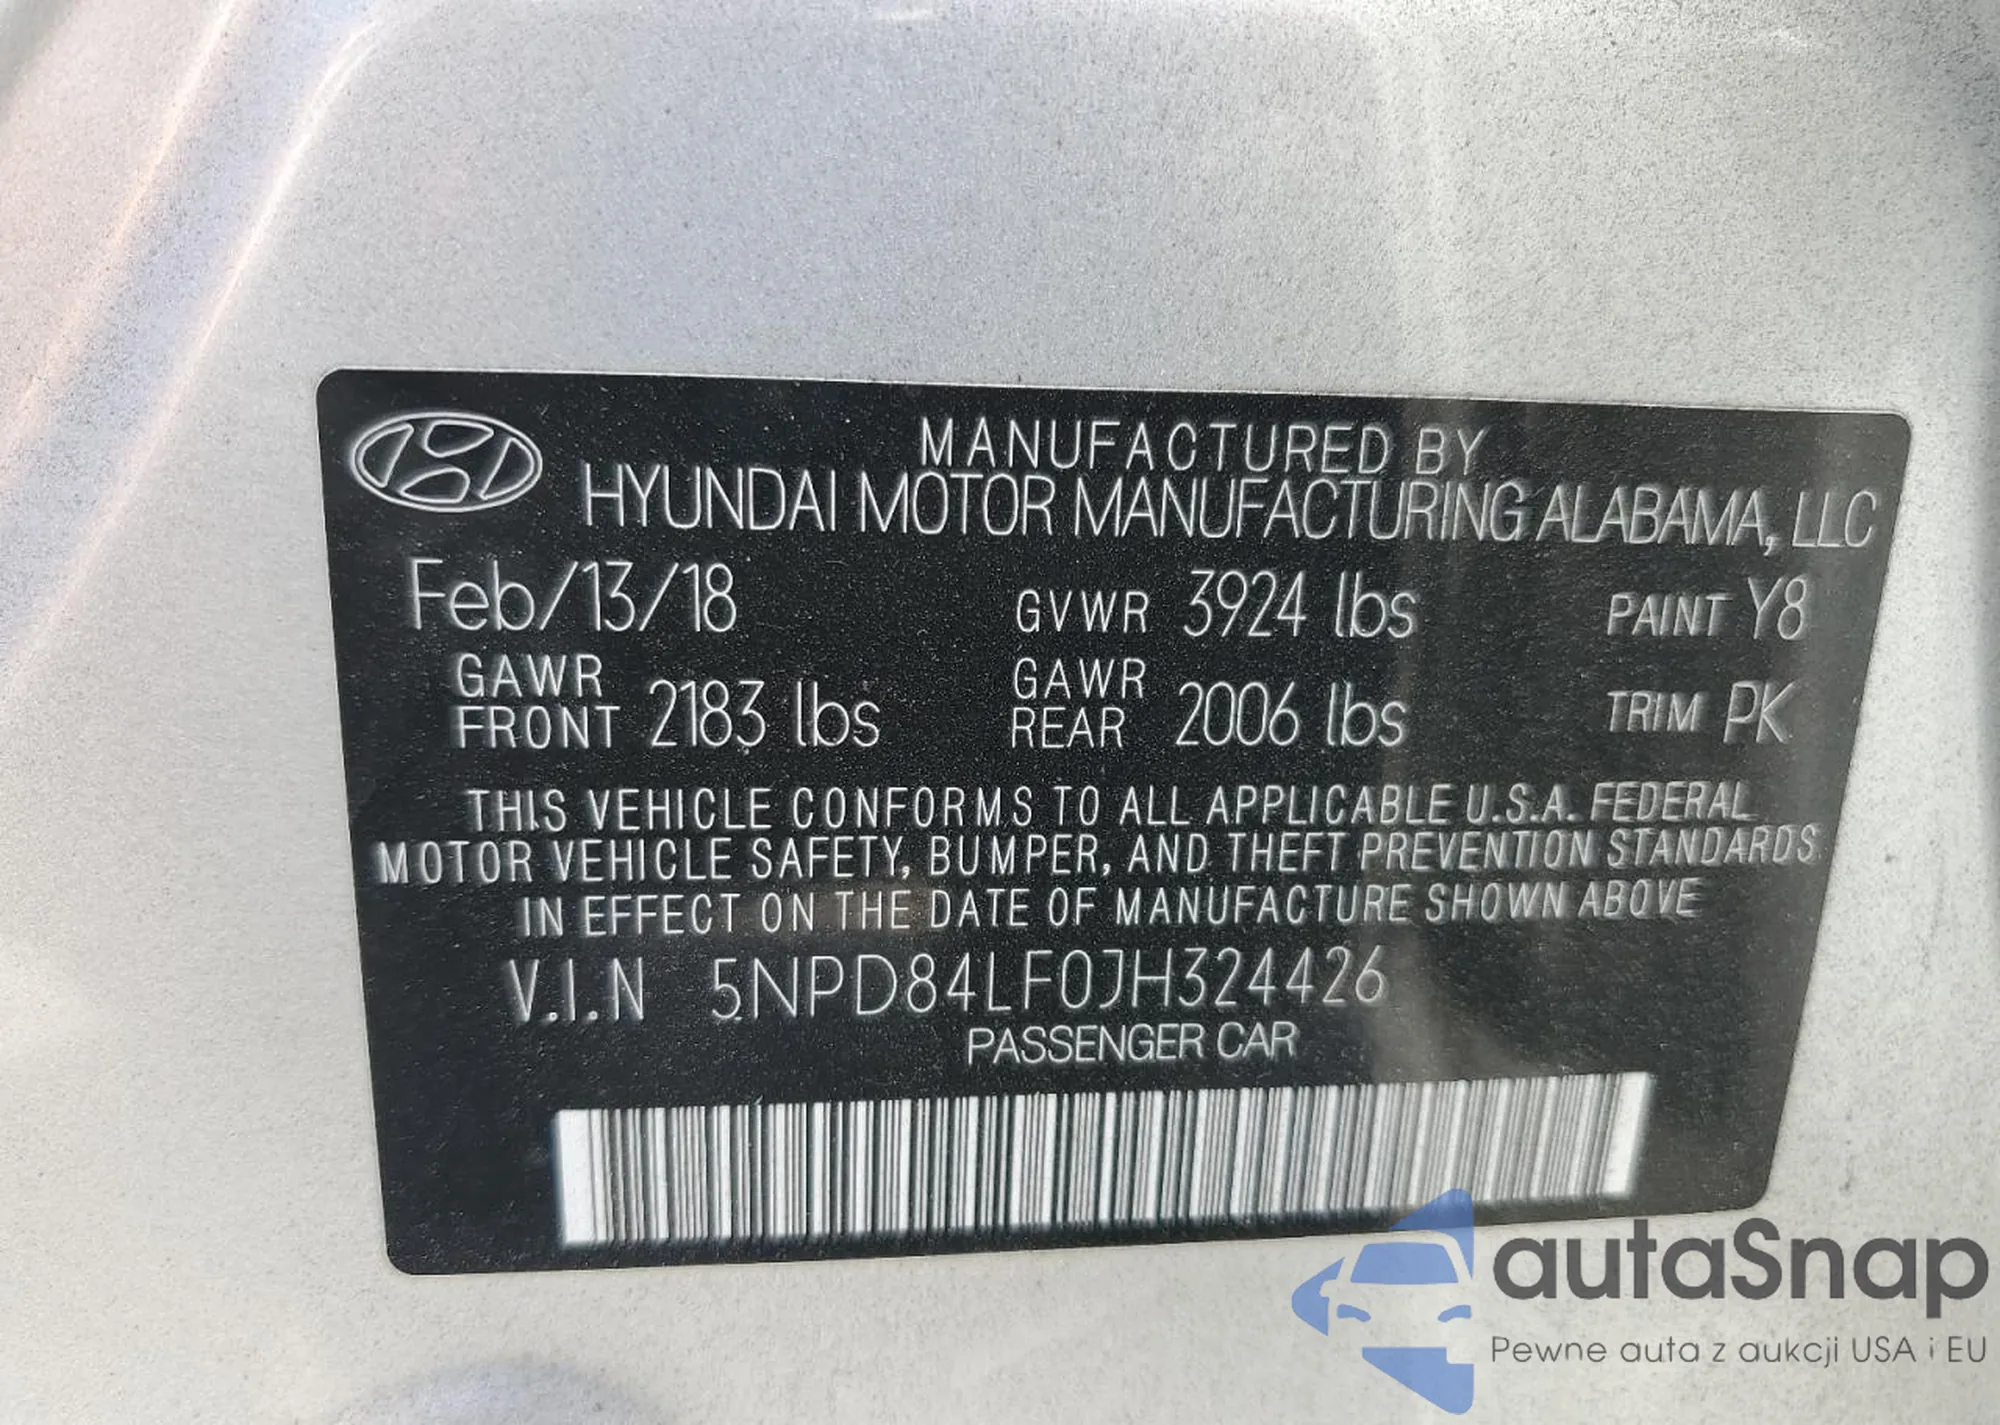 MANUFACTURED BY
HYUNDAI MOTOR MANUFACTURING ALABAMA, LLC
Feb/13/18 GVWR 3924 lbs PAINT Y8
GAWR FRONT 2183 lbs GAWR REAR 2006 lbs TRIM PK
THIS VEHICLE CONFORMS TO ALL APPLICABLE U.S.A. FEDERAL
MOTOR VEHICLE SAFETY, BUMPER, AND THEFT PREVENTION STANDARDS
IN EFFECT ON THE DATE OF MANUFACTURE SHOWN ABOVE
V.I.N 5NPD84LF0JH324426
PASSENGER CAR
autaSnap
Pewne auta z aukcji USA i EU